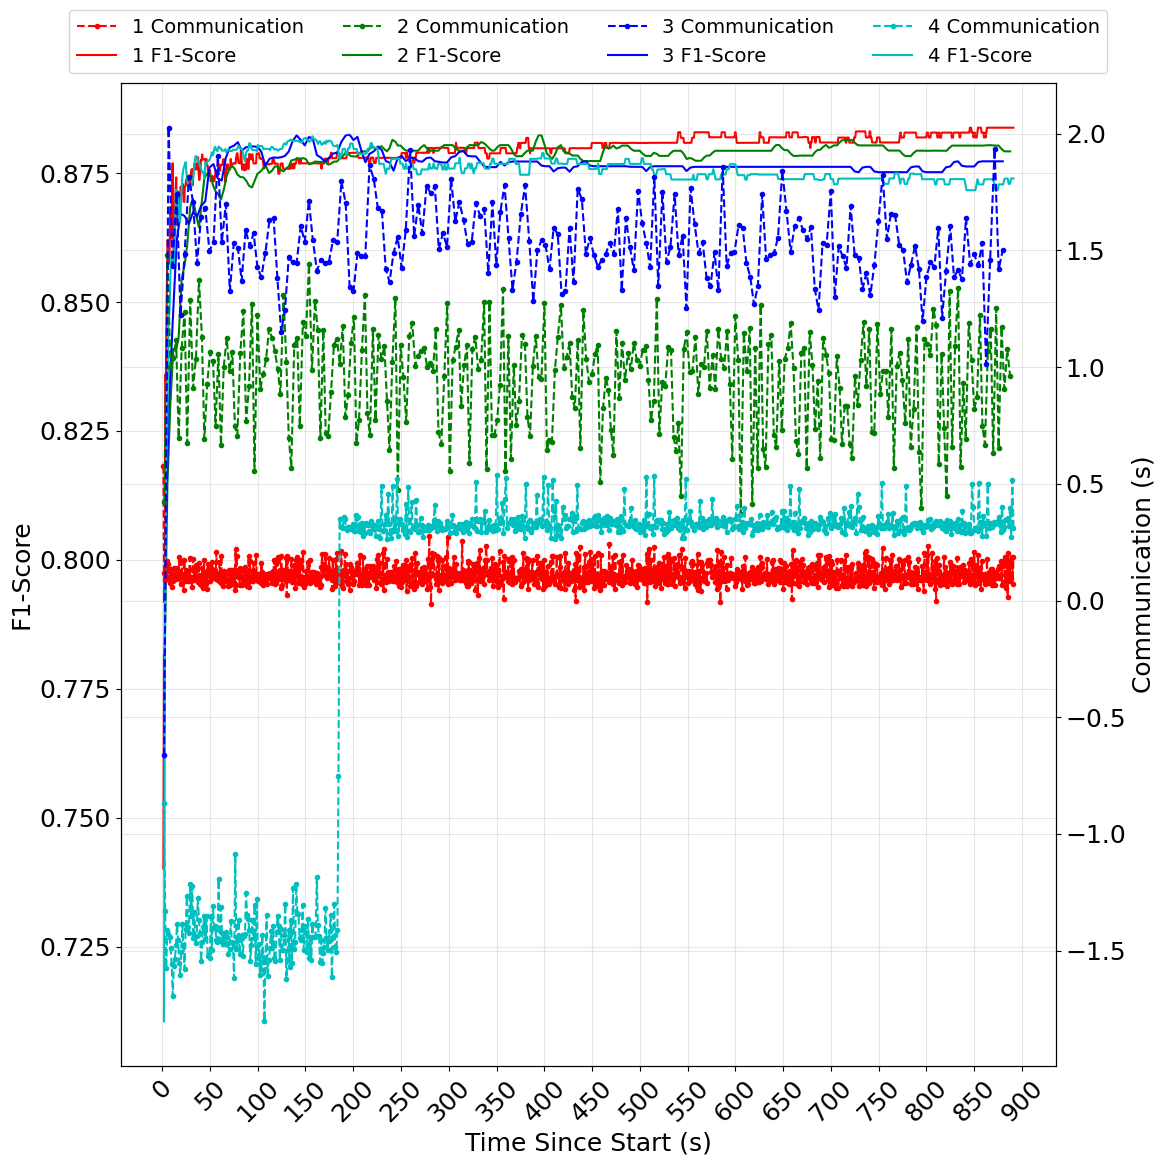 1 Communication 2 Communication 3 Communication 4 Communication
1 F1-Score 2 F1-Score 3 F1-Score 4 F1-Score
0.875
0.850
0.825
0.800
0.775
0.750
0.725
F1-Score
2.0
1.5
1.0
0.5
0.0
−0.5
−1.0
−1.5
Communication (s)
0 50 100 150 200 250 300 350 400 450 500 550 600 650 700 750 800 850 900
Time Since Start (s)